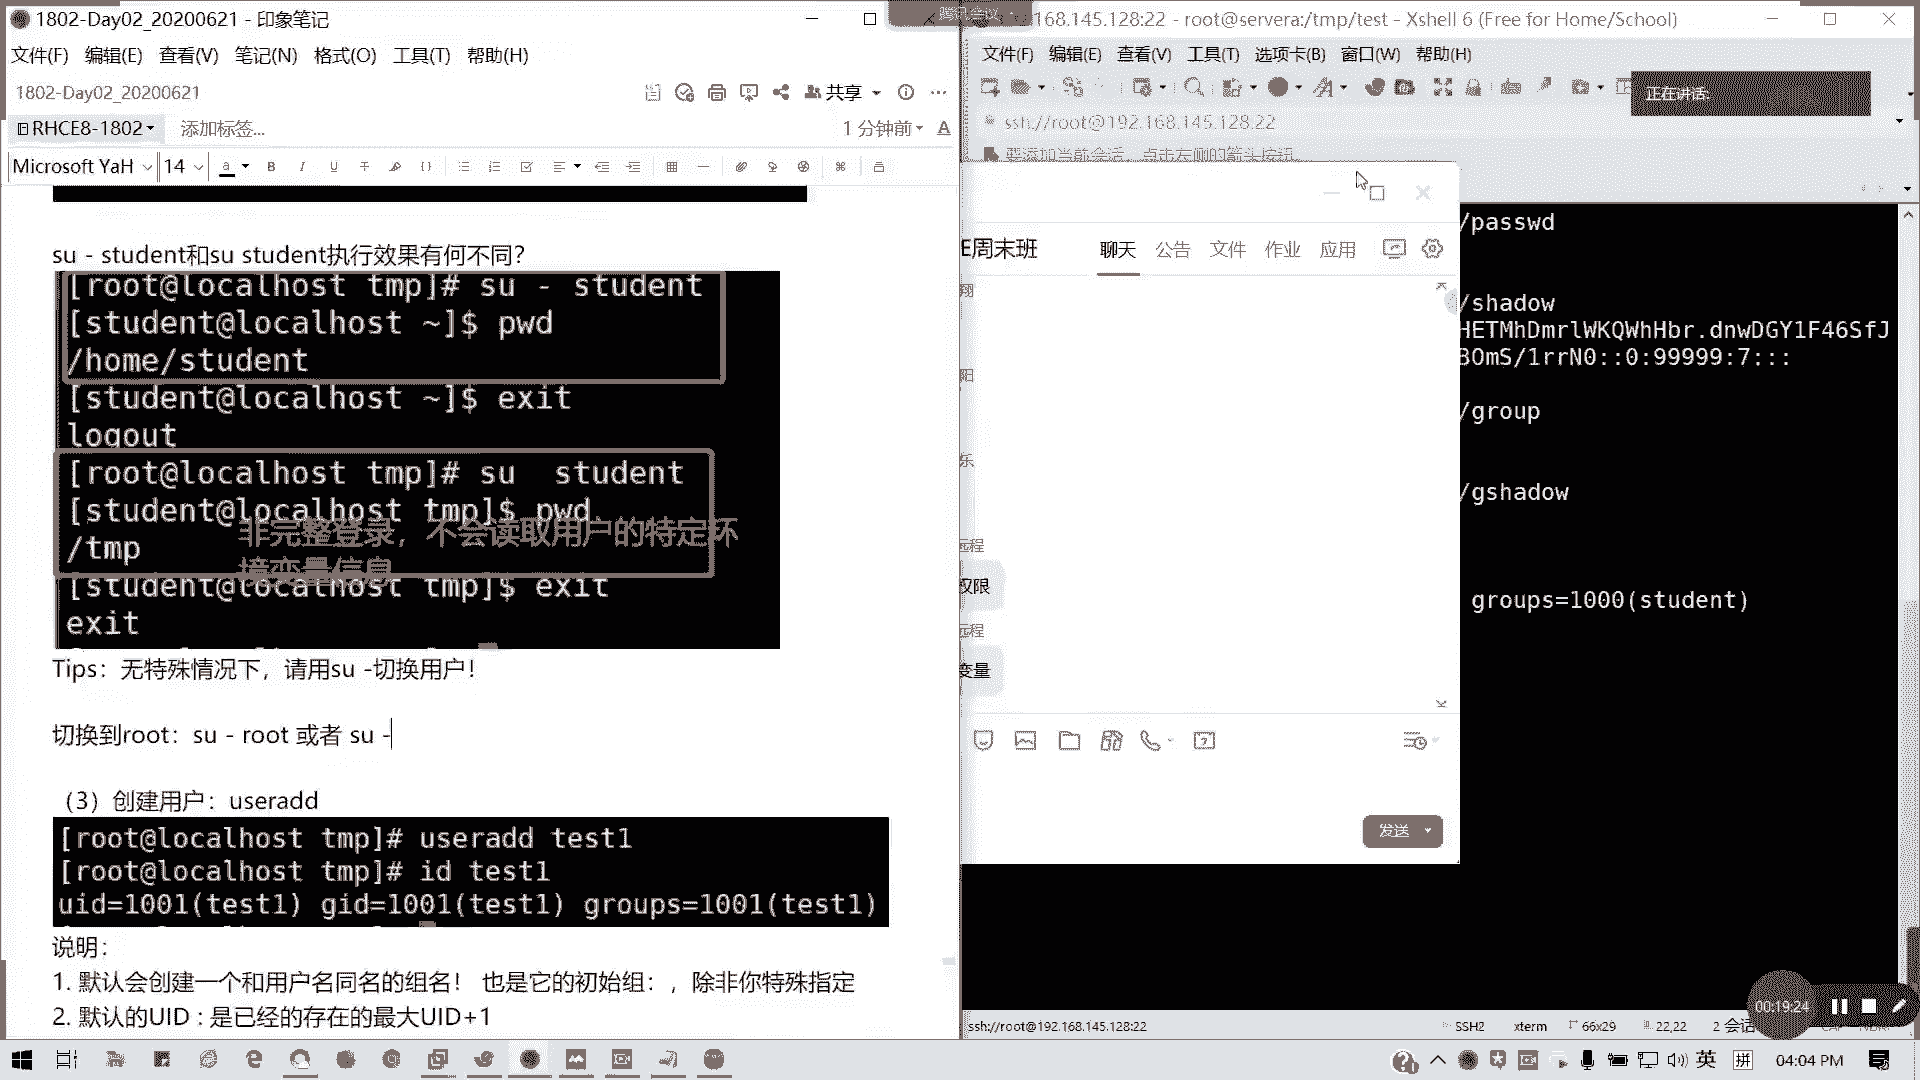 1802-Day02_20200621 - 印象笔记
文件(F) 编辑(E) 查看(V) 笔记(N) 格式(O) 工具(T) 帮助(H)
1802-Day02_20200621
共享
RHCE8-1802
添加标签...
1 分钟前
Microsoft YaH
14
su - student和su student执行效果有何不同？
[root@localhost tmp]# su - student
[student@localhost ~]$ pwd
/home/student
[student@localhost ~]$ exit
logout
[root@localhost tmp]# su  student
[student@localhost tmp]$ pwd
/tmp
非完整登录，不会读取用户的特定环
境变量信息
[student@localhost tmp]$ exit
exit
Tips：无特殊情况下，请用su -切换用户！
切换到root：su - root 或者 su -
（3）创建用户：useradd
[root@localhost tmp]# useradd test1
[root@localhost tmp]# id test1
uid=1001(test1) gid=1001(test1) groups=1001(test1)
说明：
1. 默认会创建一个和用户名同名的组名！ 也是它的初始组：，除非你特殊指定
2. 默认的UID : 是已经的存在的最大UID+1
腾讯会议
.168.145.128:22 - root@servera:/tmp/test - Xshell 6 (Free for Home/School)
文件(F) 编辑(E) 查看(V) 工具(T) 选项卡(B) 窗口(W) 帮助(H)
正在讲话:
ssh://root@192.168.145.128:22
要添加当前会话，点击左侧的箭头按钮。
E周末班
聊天 公告 文件 作业 应用
翔
阳
乐
远程
权限
远程
变量
发送
/passwd
/shadow
HETMhDmrlWKQWhHbr.dnwDGY1F46SfJ
BOmS/1rrN0::0:99999:7:::
/group
/gshadow
groups=1000(student)
00:19:24
ssh://root@192.168.145.128:22
SSH2
xterm
66x29
22,22
2 会话
英
拼
04:04 PM